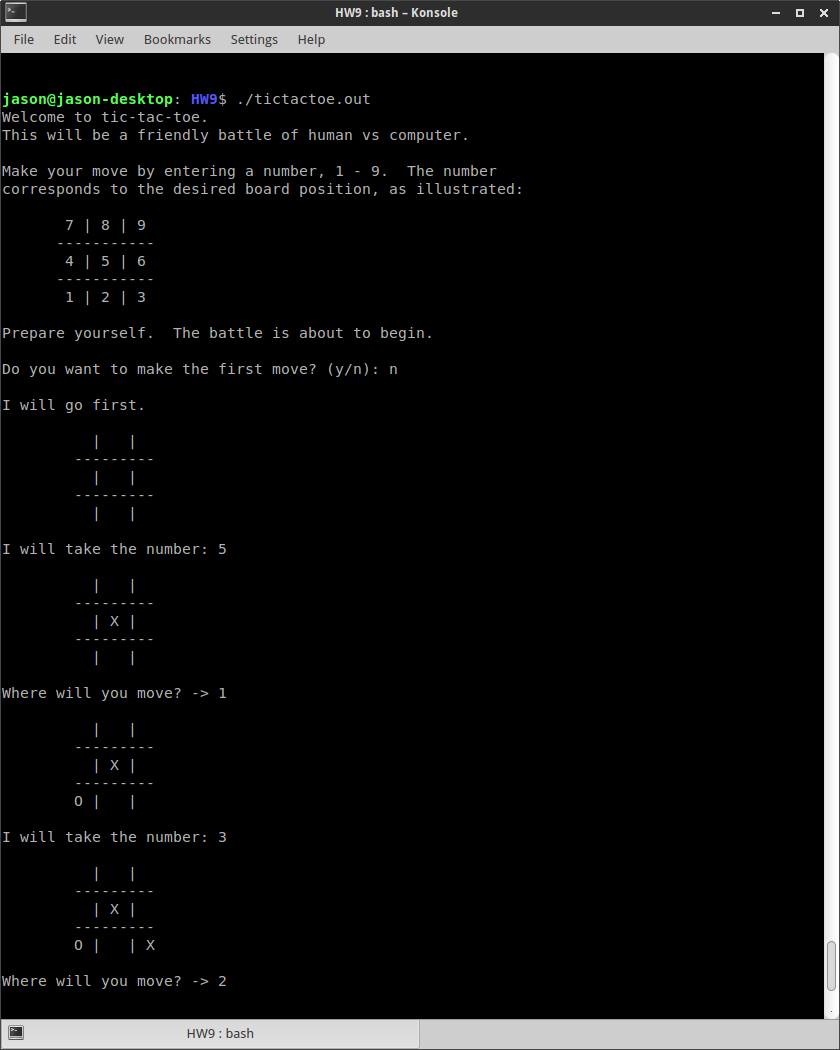 HW9 : bash – Konsole
File Edit View Bookmarks Settings Help
jason@jason-desktop: HW9$ ./tictactoe.out
Welcome to tic-tac-toe.
This will be a friendly battle of human vs computer.
Make your move by entering a number, 1 - 9.  The number
corresponds to the desired board position, as illustrated:
7 | 8 | 9
-----------
4 | 5 | 6
-----------
1 | 2 | 3
Prepare yourself.  The battle is about to begin.
Do you want to make the first move? (y/n): n
I will go first.
  |   |
---------
  |   |
---------
  |   |
I will take the number: 5
  |   |
---------
  | X |
---------
  |   |
Where will you move? -> 1
  |   |
---------
  | X |
---------
O |   |
I will take the number: 3
  |   |
---------
  | X |
---------
O |   | X
Where will you move? -> 2
HW9 : bash